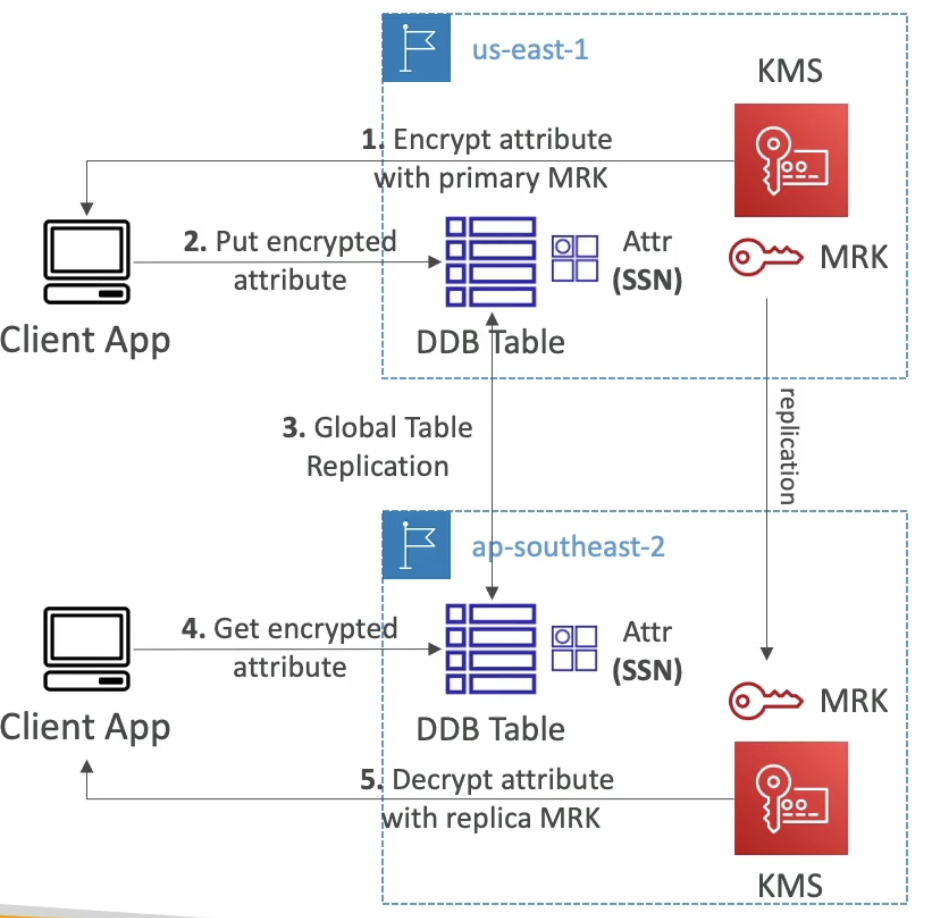 us-east-1
KMS
1. Encrypt attribute
with primary MRK
2. Put encrypted
attribute
Attr
(SSN)
MRK
Client App
DDB Table
3. Global Table
Replication
replication
ap-southeast-2
4. Get encrypted
attribute
Attr
(SSN)
MRK
Client App
DDB Table
5. Decrypt attribute
with replica MRK
KMS